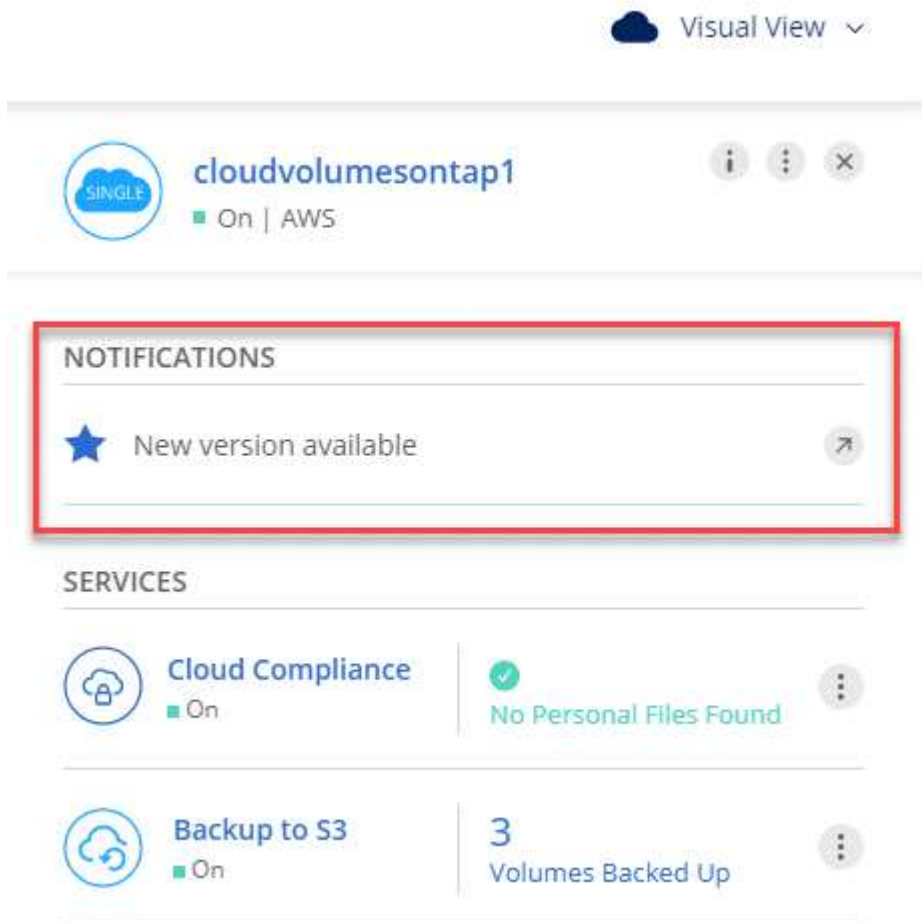 Visual View
SINGLE
cloudvolumesontap1
On | AWS
NOTIFICATIONS
New version available
SERVICES
Cloud Compliance
On
No Personal Files Found
Backup to S3
On
3
Volumes Backed Up